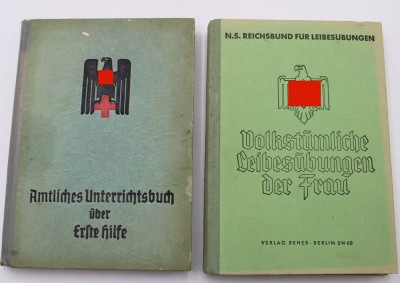 Amtliches Unterrichtsbuch
über
Erste Hilfe
N.S. REICHSBUND FÜR LEIBESÜBUNGEN
Volkstümliche
Leibesübungen
der Frau
VERLAG REHER - BERLIN SW 68